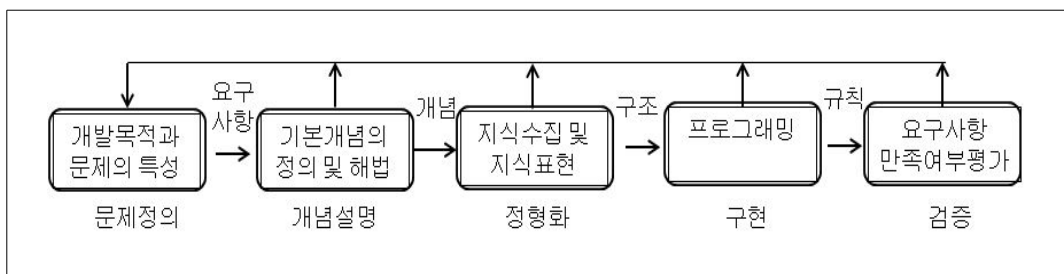 요구
사항
개념
구조
규칙
개발목적과
문제의 특성
기본개념의
정의 및 해법
지식수집 및
지식표현
프로그래밍
요구사항
만족여부평가
문제정의
개념설명
정형화
구현
검증